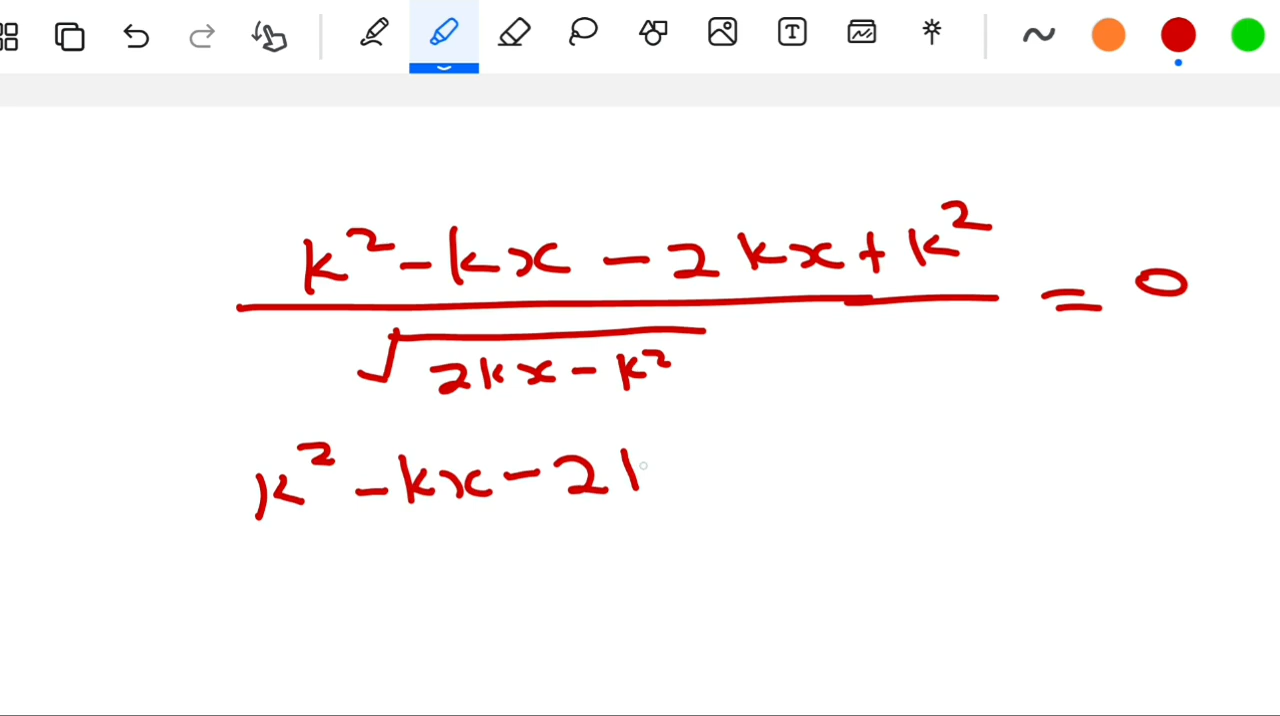 k² - kx - 2kx + k²
= 0
√(2kx - k²)
k² - kx - 2